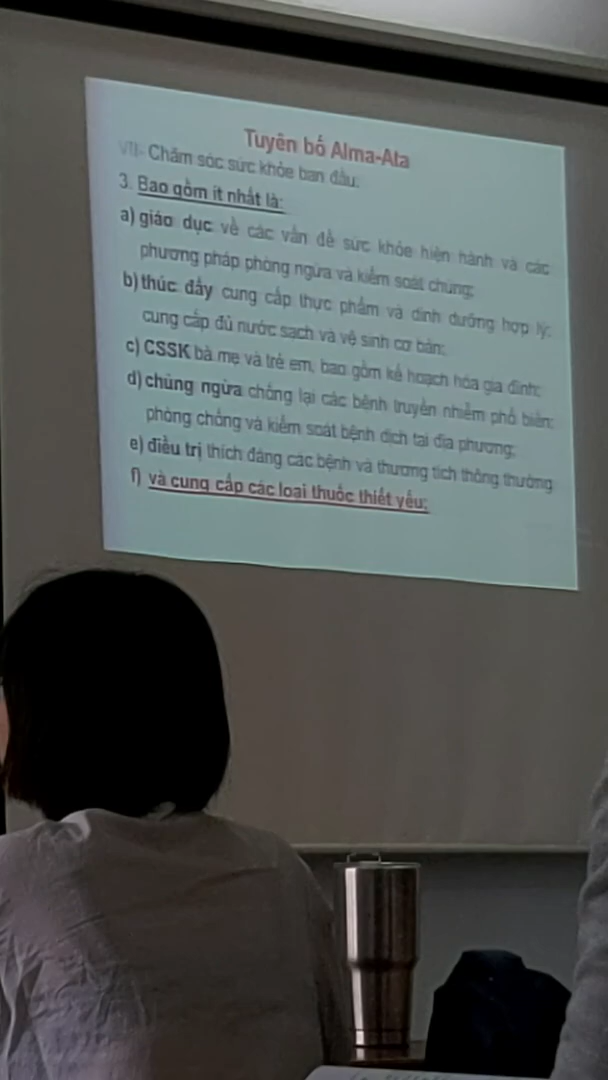 Tuyên bố Alma-Ata
VII- Chăm sóc sức khỏe ban đầu:
3. Bao gồm ít nhất là:
a) giáo dục về các vấn đề sức khỏe hiện hành và các
phương pháp phòng ngừa và kiểm soát chúng;
b) thúc đẩy cung cấp thực phẩm và dinh dưỡng hợp lý;
cung cấp đủ nước sạch và vệ sinh cơ bản;
c) CSSK bà mẹ và trẻ em, bao gồm kế hoạch hóa gia đình;
d) chủng ngừa chống lại các bệnh truyền nhiễm phổ biến;
phòng chống và kiểm soát bệnh dịch tại địa phương;
e) điều trị thích đáng các bệnh và thương tích thông thường
f) và cung cấp các loại thuốc thiết yếu;